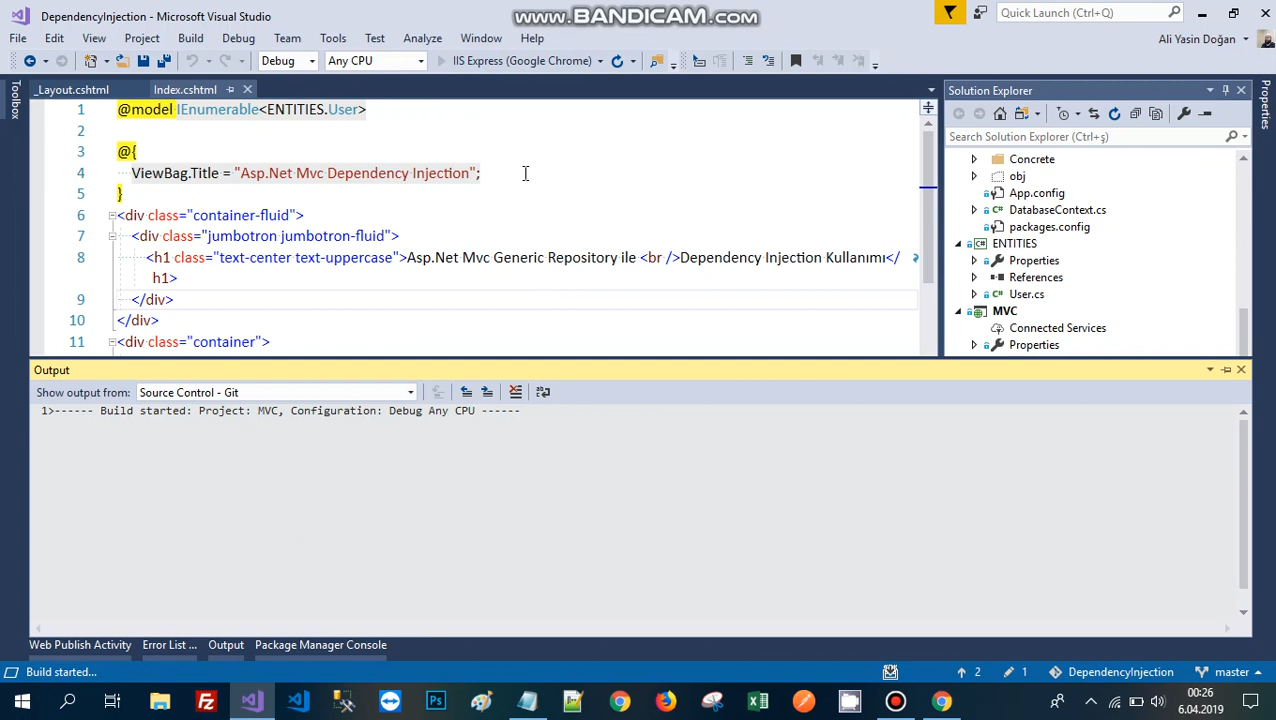 DependencyInjection - Microsoft Visual Studio
www.BANDICAM.com
Quick Launch (Ctrl+Q)
File Edit View Project Build Debug Team Tools Test Analyze Window Help
Ali Yasin Doğan
Debug Any CPU IIS Express (Google Chrome)
Toolbox
_Layout.cshtml Index.cshtml
1 @model IEnumerable<ENTITIES.User>
2
3 @{
4 ViewBag.Title = "Asp.Net Mvc Dependency Injection";
5 }
6 <div class="container-fluid">
7 <div class="jumbotron jumbotron-fluid">
8 <h1 class="text-center text-uppercase">Asp.Net Mvc Generic Repository ile <br />Dependency Injection Kullanımı</
h1>
9 </div>
10 </div>
11 <div class="container">
Solution Explorer
Search Solution Explorer (Ctrl+ş)
Concrete
obj
App.config
DatabaseContext.cs
packages.config
ENTITIES
Properties
References
User.cs
MVC
Connected Services
Properties
Properties
Output
Show output from: Source Control - Git
1>------ Build started: Project: MVC, Configuration: Debug Any CPU ------
Web Publish Activity Error List ... Output Package Manager Console
Build started... 2 1 DependencyInjection master
00:26
6.04.2019